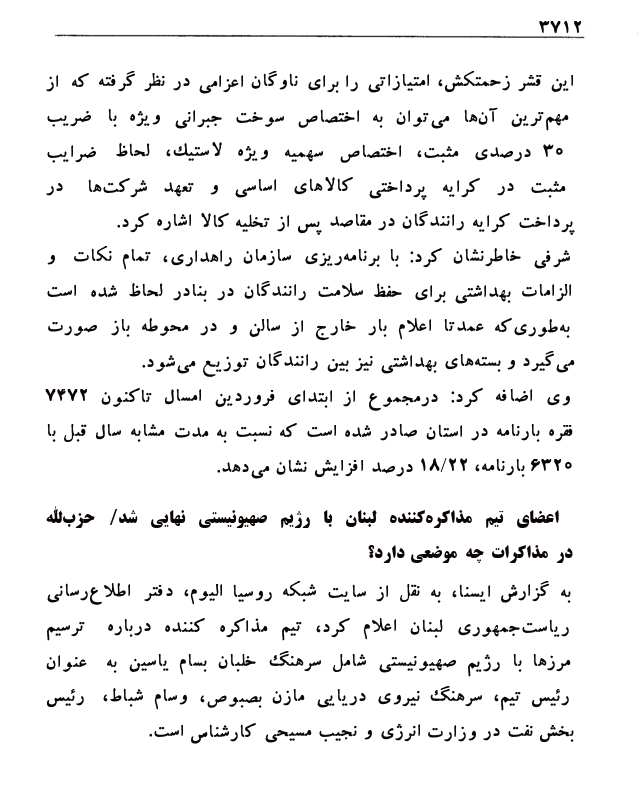 ۳۷۱۲
این قشر زحمتکش، امتیازاتی را برای ناوگان اعزامی در نظر گرفته که از
مهم‌ترین آن‌ها می‌توان به اختصاص سوخت جبرانی ویژه با ضریب
۳۰ درصدی مثبت، اختصاص سهمیه ویژه لاستیك، لحاظ ضرایب
مثبت در کرایه پرداختی کالاهای اساسی و تعهد شرکت‌ها در
پرداخت کرایه رانندگان در مقاصد پس از تخلیه کالا اشاره کرد.
شرفی خاطرنشان کرد: با برنامه‌ریزی سازمان راهداری، تمام نکات و
الزامات بهداشتی برای حفظ سلامت رانندگان در بنادر لحاظ شده است
به‌طوری‌که عمدتا اعلام بار خارج از سالن و در محوطه باز صورت
می‌گیرد و بسته‌های بهداشتی نیز بین رانندگان توزیع می‌شود.
وی اضافه کرد: درمجموع از ابتدای فروردین امسال تاکنون ۷۴۷۲
فقره بارنامه در استان صادر شده است که نسبت به مدت مشابه سال قبل با
۶۳۲۰ بارنامه، ۱۸/۲۲ درصد افزایش نشان می‌دهد.
اعضای تیم مذاکره‌کننده لبنان با رژیم صهیونیستی نهایی شد/ حزب‌الله
در مذاکرات چه موضعی دارد؟
به گزارش ایسنا، به نقل از سایت شبکه روسیا الیوم، دفتر اطلاع‌رسانی
ریاست‌جمهوری لبنان اعلام کرد، تیم مذاکره کننده درباره ترسیم
مرزها با رژیم صهیونیستی شامل سرهنگ خلبان بسام یاسین به عنوان
رئیس تیم، سرهنگ نیروی دریایی مازن بصبوص، وسام شباط، رئیس
بخش نفت در وزارت انرژی و نجیب مسیحی کارشناس است.